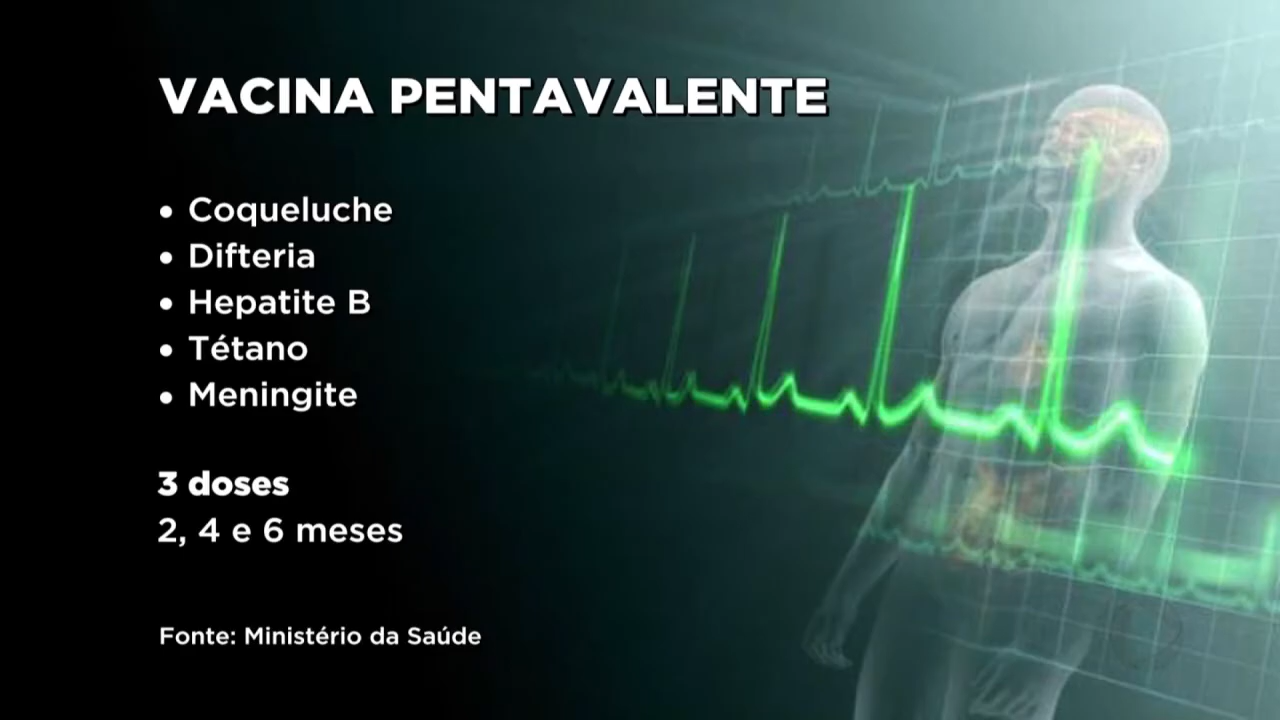 VACINA PENTAVALENTE
• Coqueluche
• Difteria
• Hepatite B
• Tétano
• Meningite
3 doses
2, 4 e 6 meses
Fonte: Ministério da Saúde